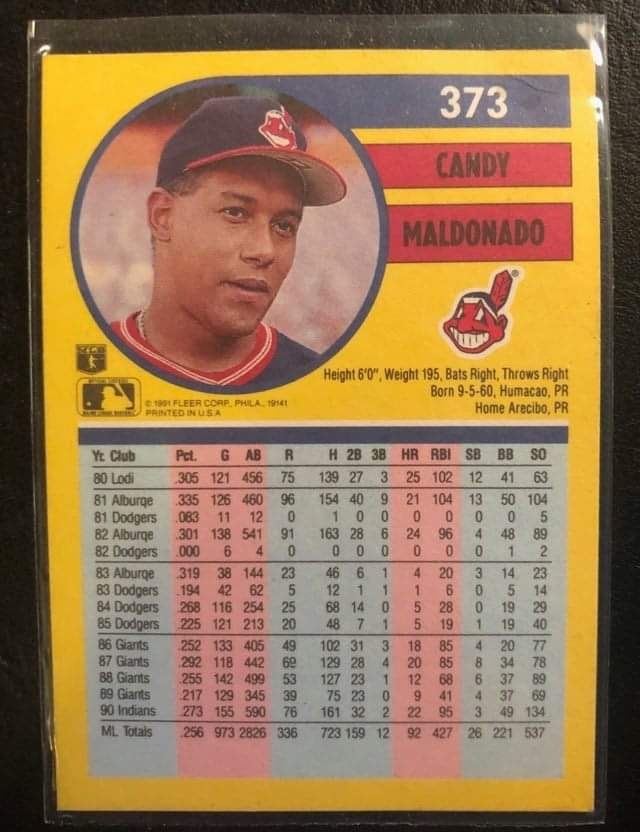 373
CANDY
MALDONADO
®
Height 6'0", Weight 195, Bats Right, Throws Right
Born 9-5-60, Humacao, PR
Home Arecibo, PR
© 1991 FLEER CORP., PHILA., 19141
PRINTED IN U.S.A
Yr. Club Pct. G AB R H 2B 3B HR RBI SB BB SO
80 Lodi .305 121 456 75 139 27 3 25 102 12 41 63
81 Alburqe .335 126 460 96 154 40 9 21 104 13 50 104
81 Dodgers .083 11 12 0 1 0 0 0 0 0 0 5
82 Alburqe .301 138 541 91 163 28 6 24 96 4 48 89
82 Dodgers .000 6 4 0 0 0 0 0 0 0 1 2
83 Alburqe .319 38 144 23 46 6 1 4 20 3 14 23
83 Dodgers .194 42 62 5 12 1 1 1 6 0 5 14
84 Dodgers .268 116 254 25 68 14 0 5 28 0 19 29
85 Dodgers .225 121 213 20 48 7 1 5 19 1 19 40
86 Giants .252 133 405 49 102 31 3 18 85 4 20 77
87 Giants .292 118 442 69 129 28 4 20 85 8 34 78
88 Giants .255 142 499 53 127 23 1 12 68 6 37 89
89 Giants .217 129 345 39 75 23 0 9 41 4 37 69
90 Indians .273 155 590 76 161 32 2 22 95 3 49 134
ML Totals .256 973 2826 336 723 159 12 92 427 26 221 537